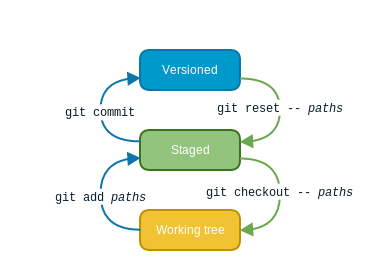 Versioned
git reset -- paths
git commit
Staged
git checkout -- paths
git add paths
Working tree